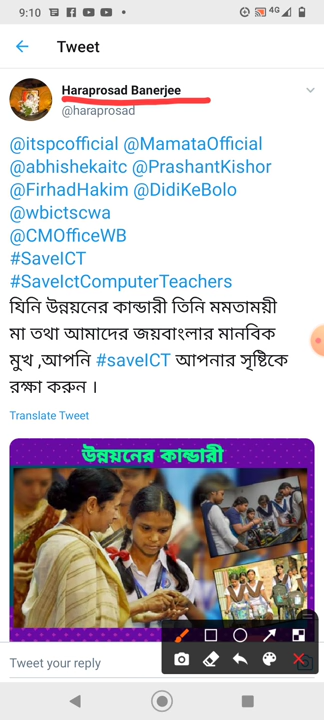 9:10
4G
Tweet
Haraprosad Banerjee
@haraprosad
@itspcofficial @MamataOfficial
@abhishekaitc @PrashantKishor
@FirhadHakim @DidiKeBolo
@wbictscwa
@CMOfficeWB
#SaveICT
#SaveIctComputerTeachers
যিনি উন্নয়নের কান্ডারী তিনি মমতাময়ী
মা তথা আমাদের জয়বাংলার মানবিক
মুখ ,আপনি #saveICT আপনার সৃষ্টিকে
রক্ষা করুন ।
Translate Tweet
উন্নয়নের কান্ডারী
Tweet your reply